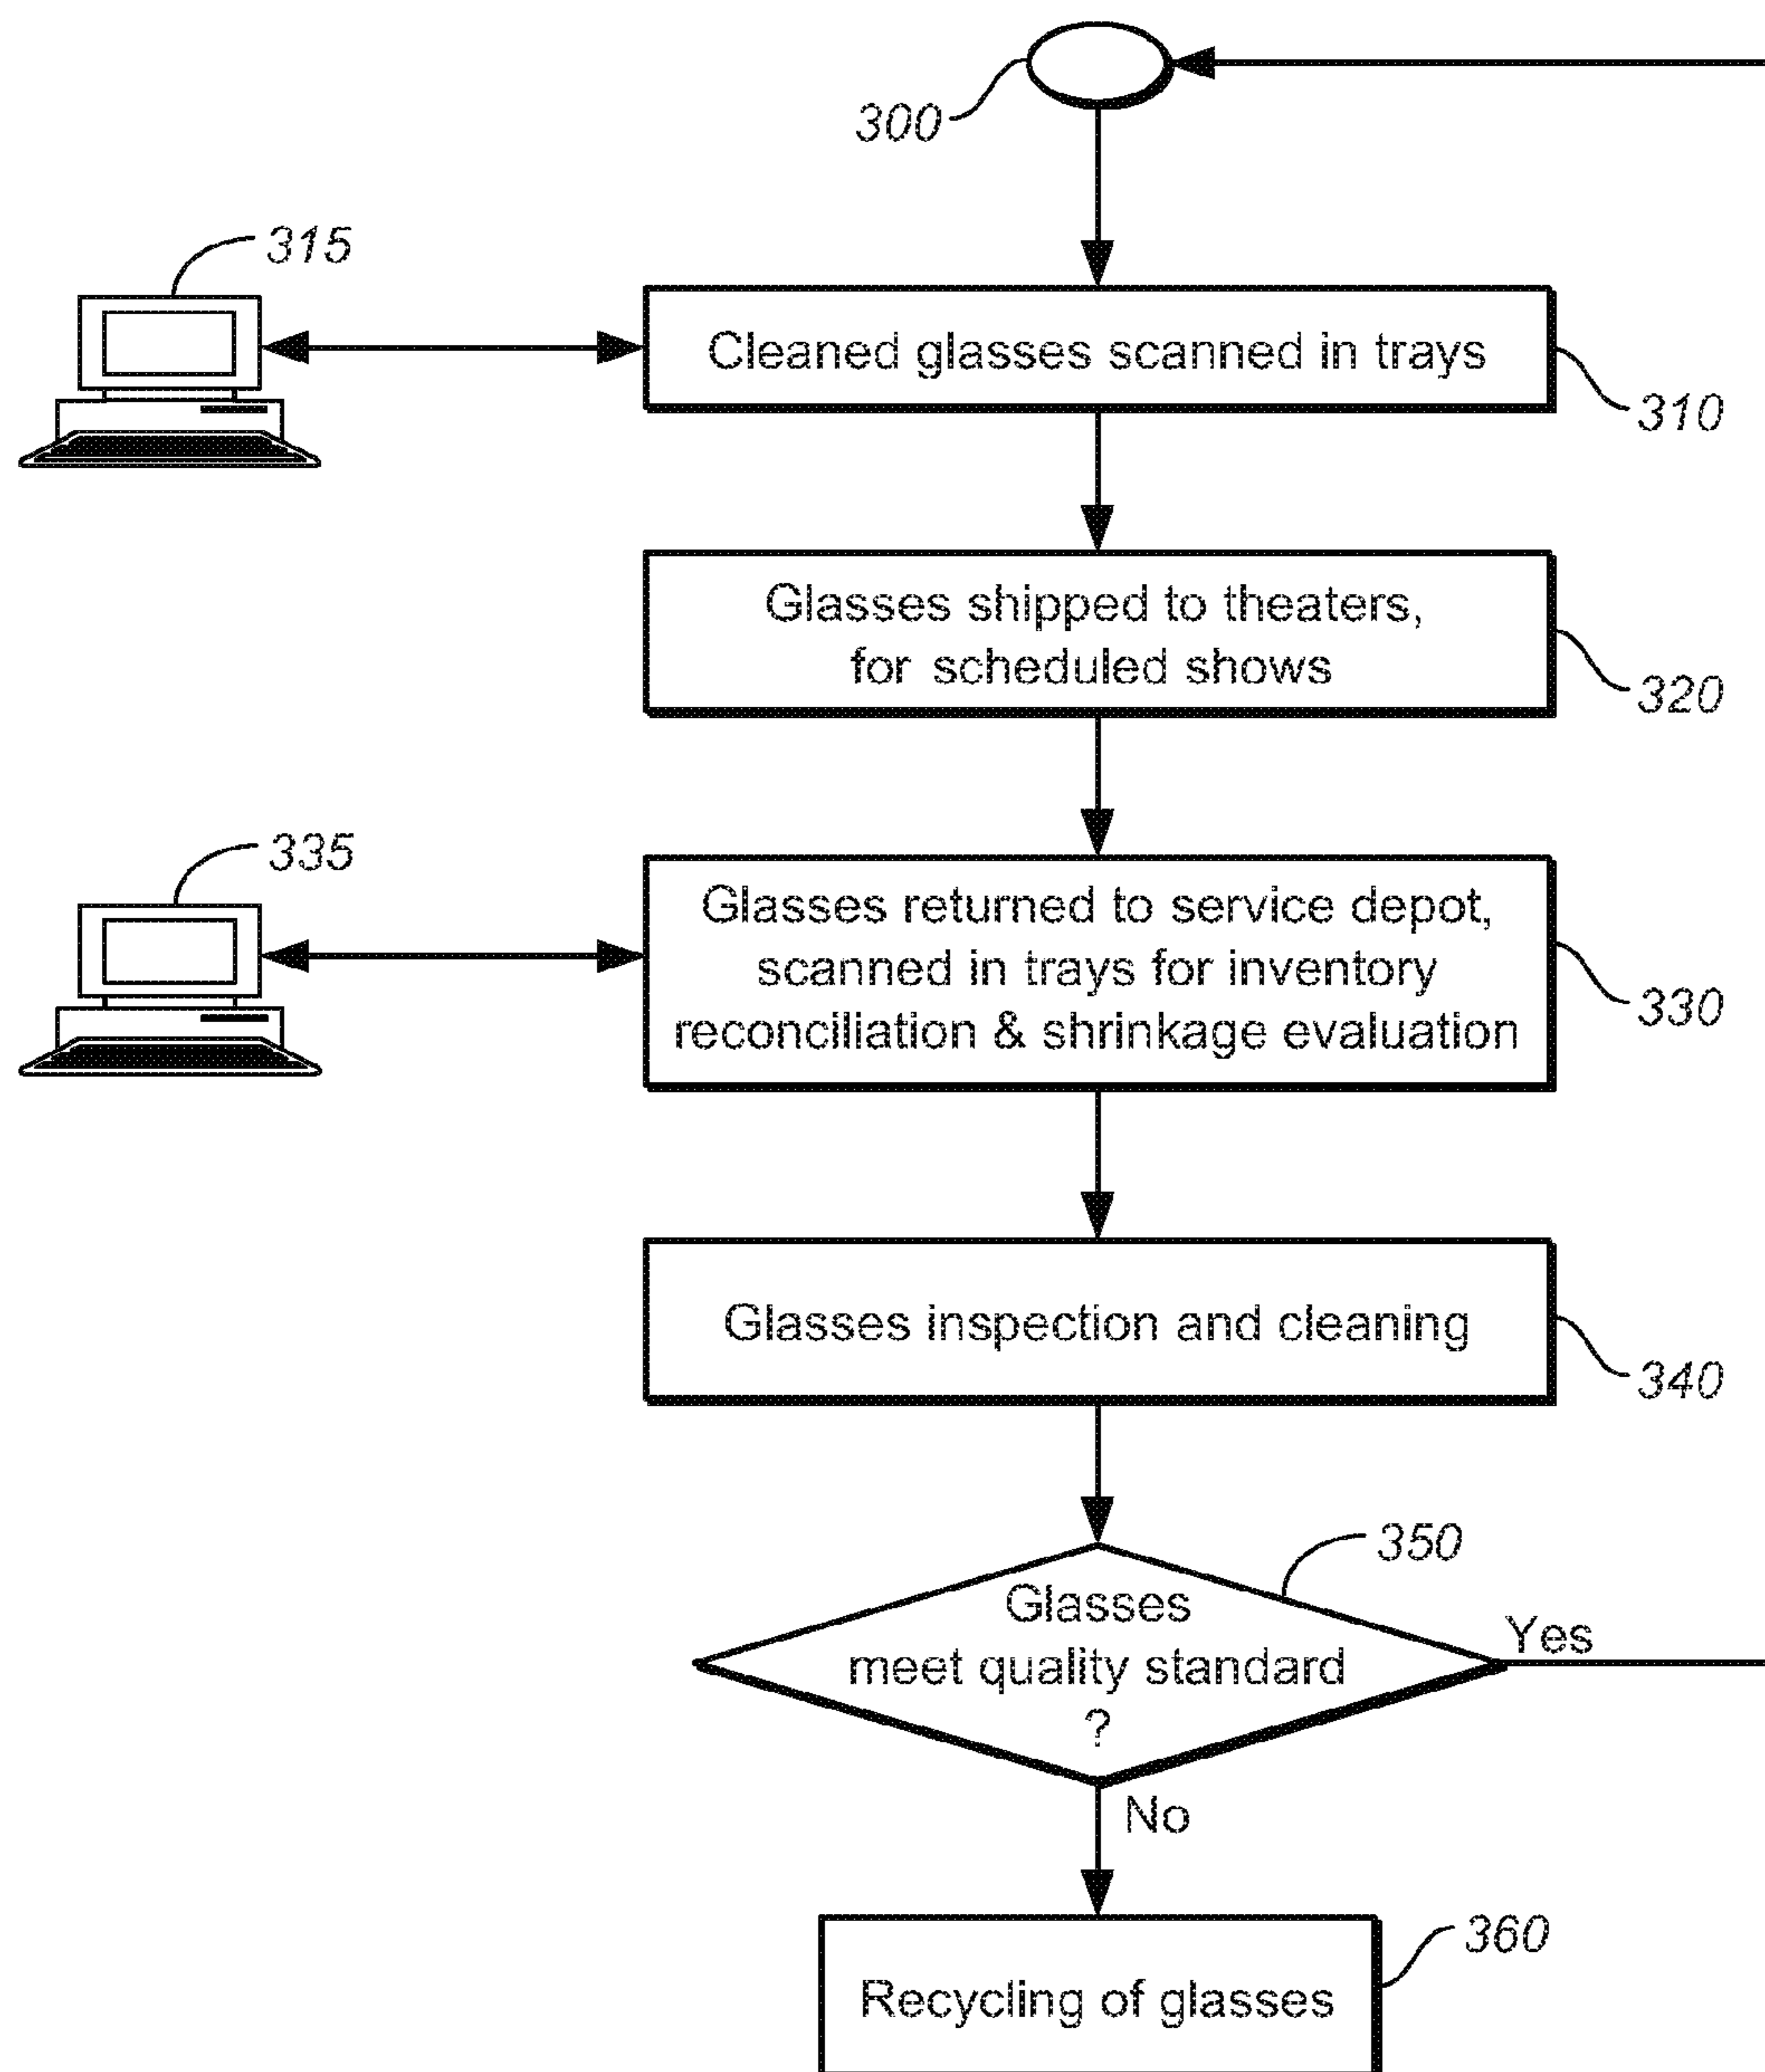 300
315
Cleaned glasses scanned in trays
310
Glasses shipped to theaters,
for scheduled shows
320
335
Glasses returned to service depot,
scanned in trays for inventory
reconciliation & shrinkage evaluation
330
Glasses inspection and cleaning
340
350
Glasses
meet quality standard
?
Yes
No
360
Recycling of glasses